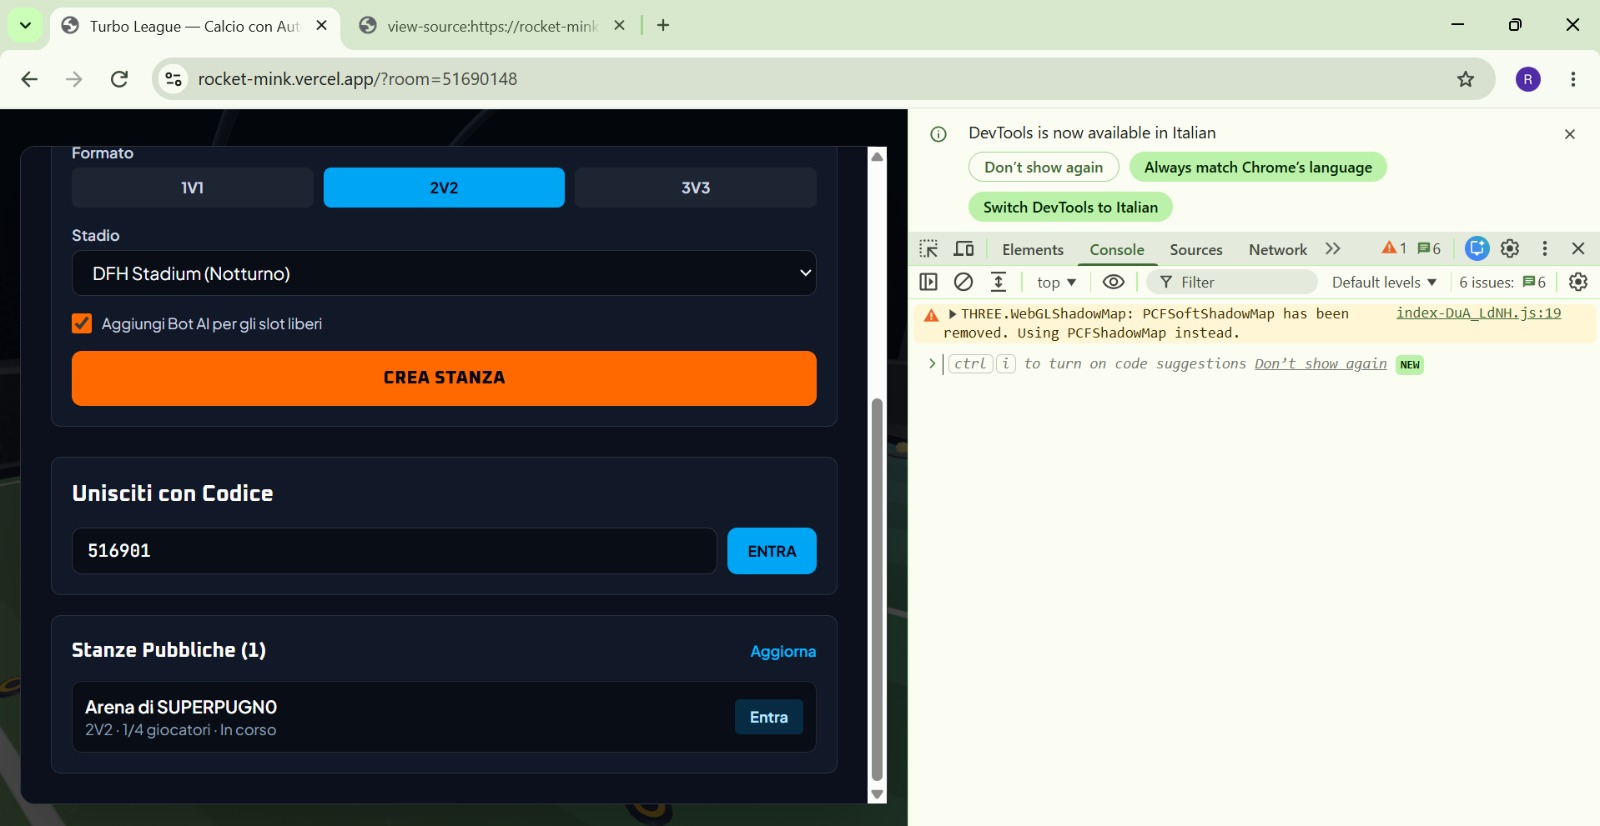 Turbo League — Calcio con Aut
view-source:https://rocket-mink
rocket-mink.vercel.app/?room=51690148
R
Formato
1V1
2V2
3V3
Stadio
DFH Stadium (Notturno)
Aggiungi Bot AI per gli slot liberi
CREA STANZA
Unisciti con Codice
516901
ENTRA
Stanze Pubbliche (1)
Aggiorna
Arena di SUPERPUGN0
2V2 · 1/4 giocatori · In corso
Entra
DevTools is now available in Italian
Don't show again
Always match Chrome's language
Switch DevTools to Italian
Elements
Console
Sources
Network
1
6
top
Filter
Default levels
6 issues:
6
THREE.WebGLShadowMap: PCFSoftShadowMap has been
index-DuA_LdNH.js:19
removed. Using PCFShadowMap instead.
ctrl i to turn on code suggestions Don't show again NEW